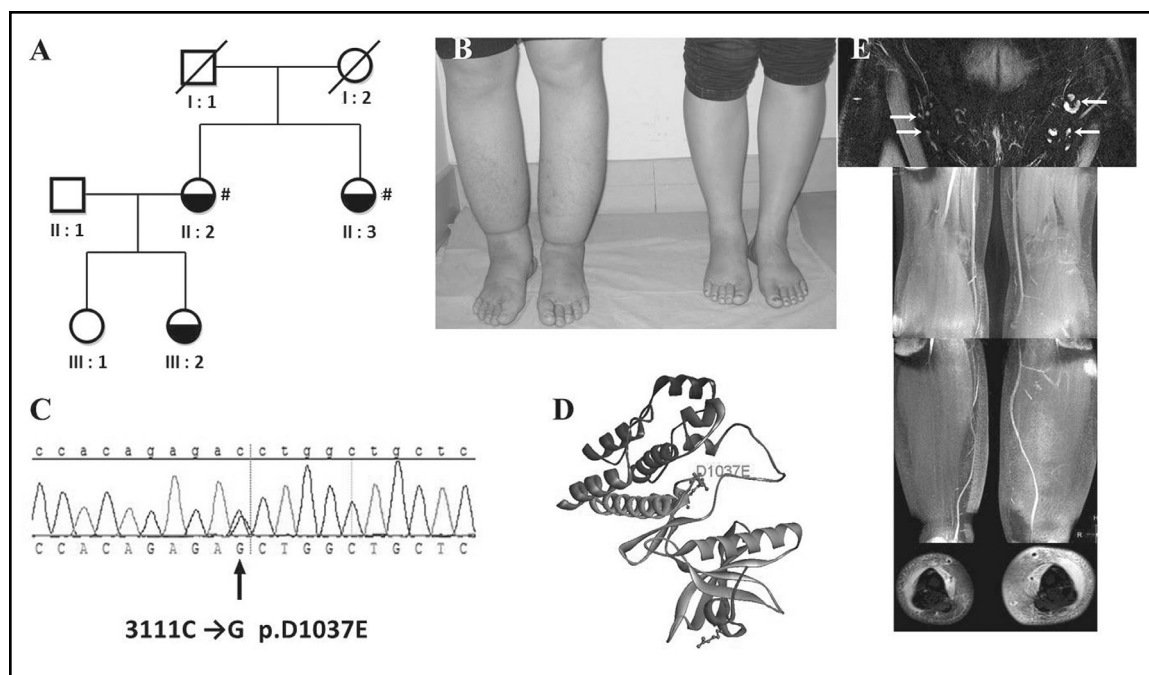 A
I : 1
I : 2
II : 1
II : 2
#
II : 3
#
III : 1
III : 2
B
C
c c a c a g a g a c c t g g c t g c t c
C C A C A G A G A G C T G G C T G C T C
3111C → G p.D1037E
D
D1037E
E
R
H